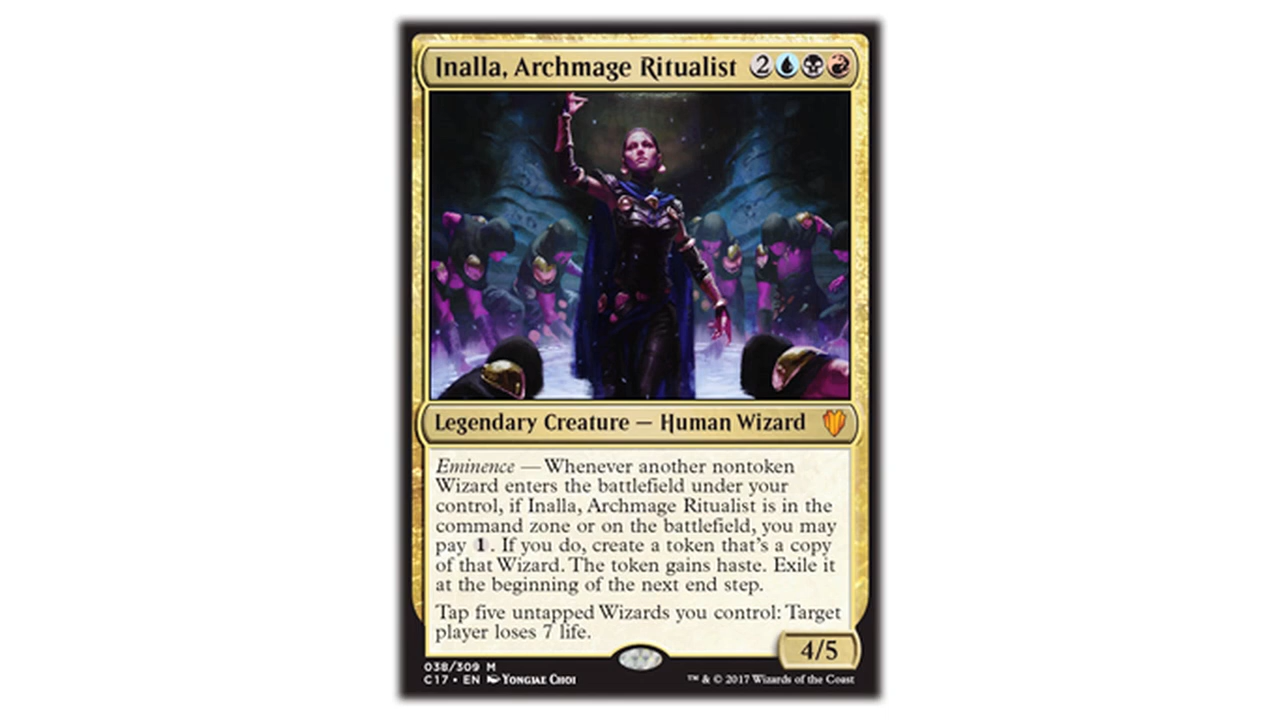 Inalla, Archmage Ritualist 2
Legendary Creature — Human Wizard
Eminence — Whenever another nontoken
Wizard enters the battlefield under your
control, if Inalla, Archmage Ritualist is in the
command zone or on the battlefield, you may
pay 1. If you do, create a token that's a copy
of that Wizard. The token gains haste. Exile it
at the beginning of the next end step.
Tap five untapped Wizards you control: Target
player loses 7 life.
4/5
038/309 M
C17 • EN Yongjae Choi
™ & © 2017 Wizards of the Coast